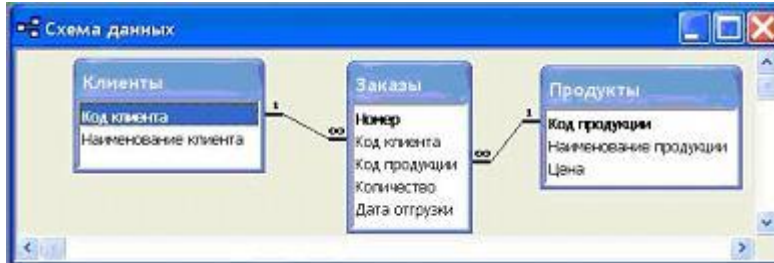 Схема данных
Клиенты
Код клиента
Наименование клиента
1
∞
Заказы
Номер
Код клиента
Код продукции
Количество
Дата отгрузки
∞
1
Продукты
Код продукции
Наименование продукции
Цена